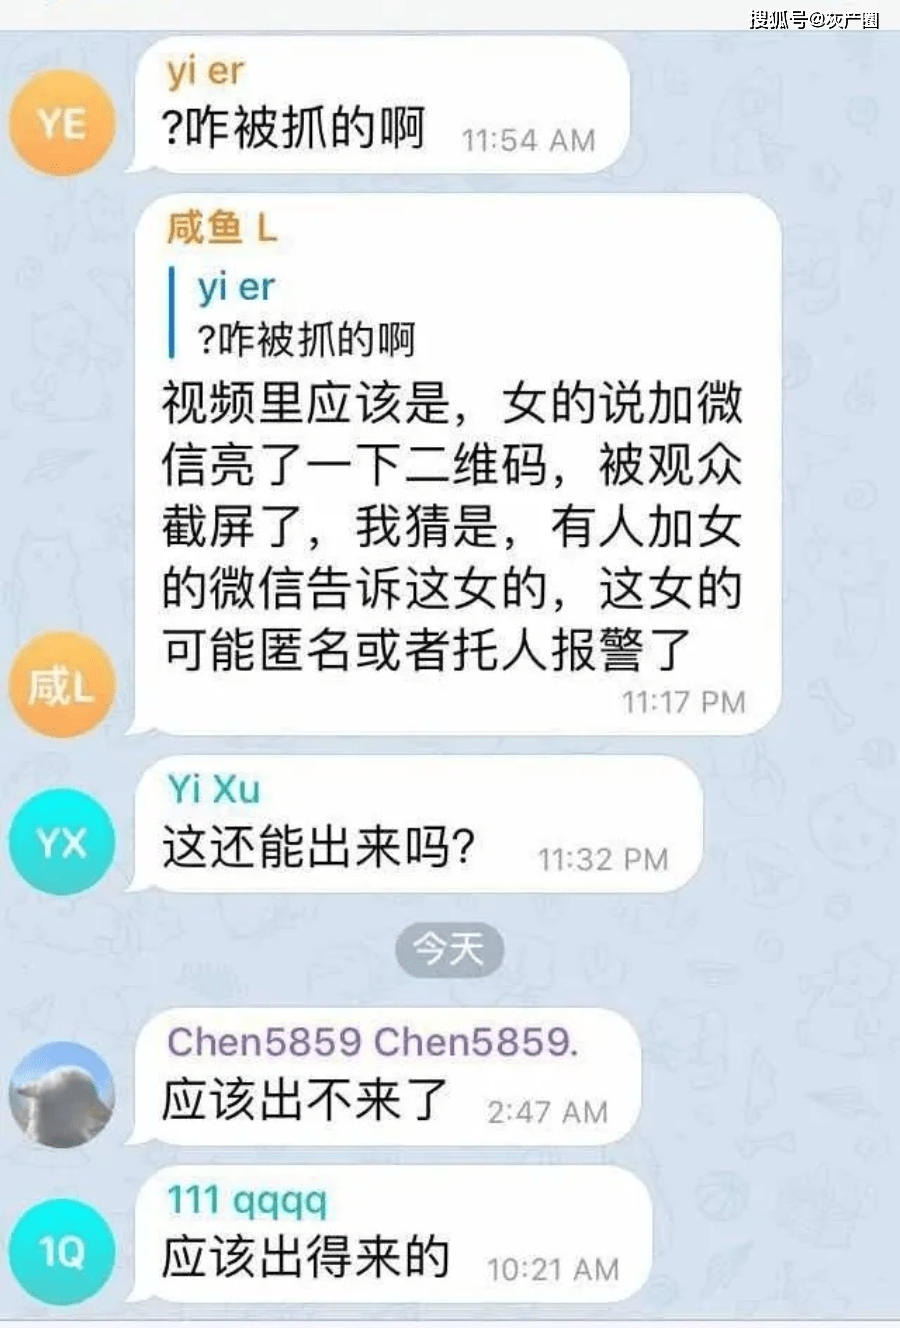 搜狐号@灰产圈
yi er
YE
?咋被抓的啊
11:54 AM
咸鱼 L
yi er
?咋被抓的啊
视频里应该是，女的说加微
信亮了一下二维码，被观众
截屏了，我猜是，有人加女
的微信告诉这女的，这女的
可能匿名或者托人报警了
咸L
11:17 PM
Yi Xu
YX
这还能出来吗?
11:32 PM
今天
Chen5859 Chen5859.
应该出不来了
2:47 AM
111 qqqq
1Q
应该出得来的
10:21 AM